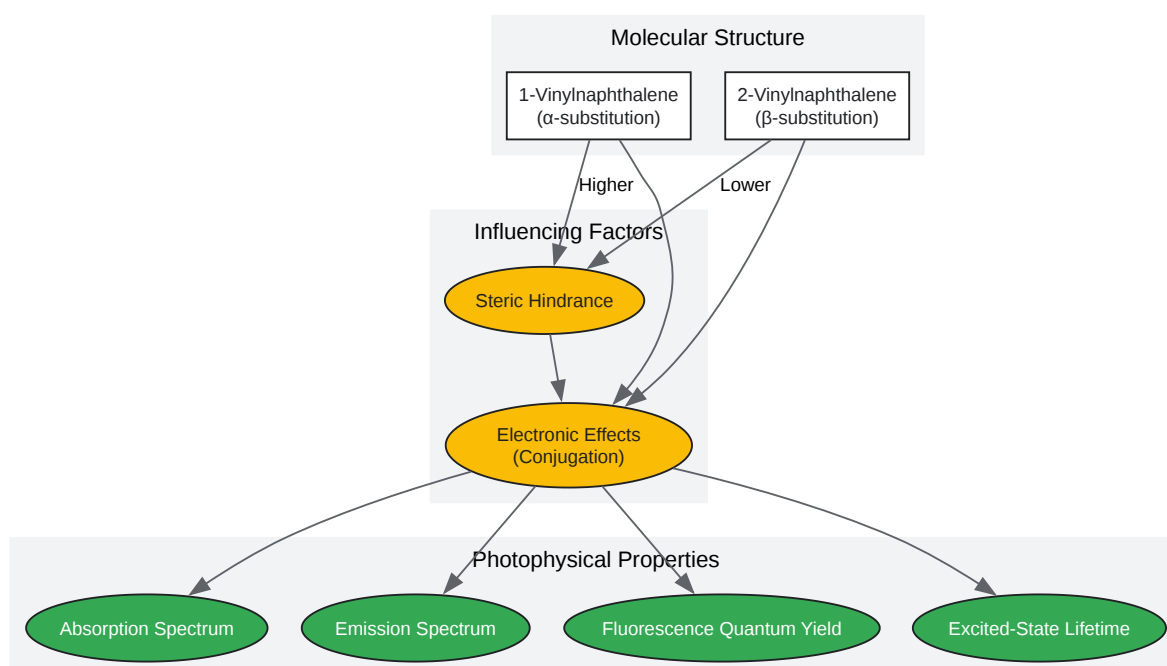 Molecular Structure
1-Vinylnaphthalene
(α-substitution)
2-Vinylnaphthalene
(β-substitution)
Higher
Lower
Influencing Factors
Steric Hindrance
Electronic Effects
(Conjugation)
Photophysical Properties
Absorption Spectrum
Emission Spectrum
Fluorescence Quantum Yield
Excited-State Lifetime